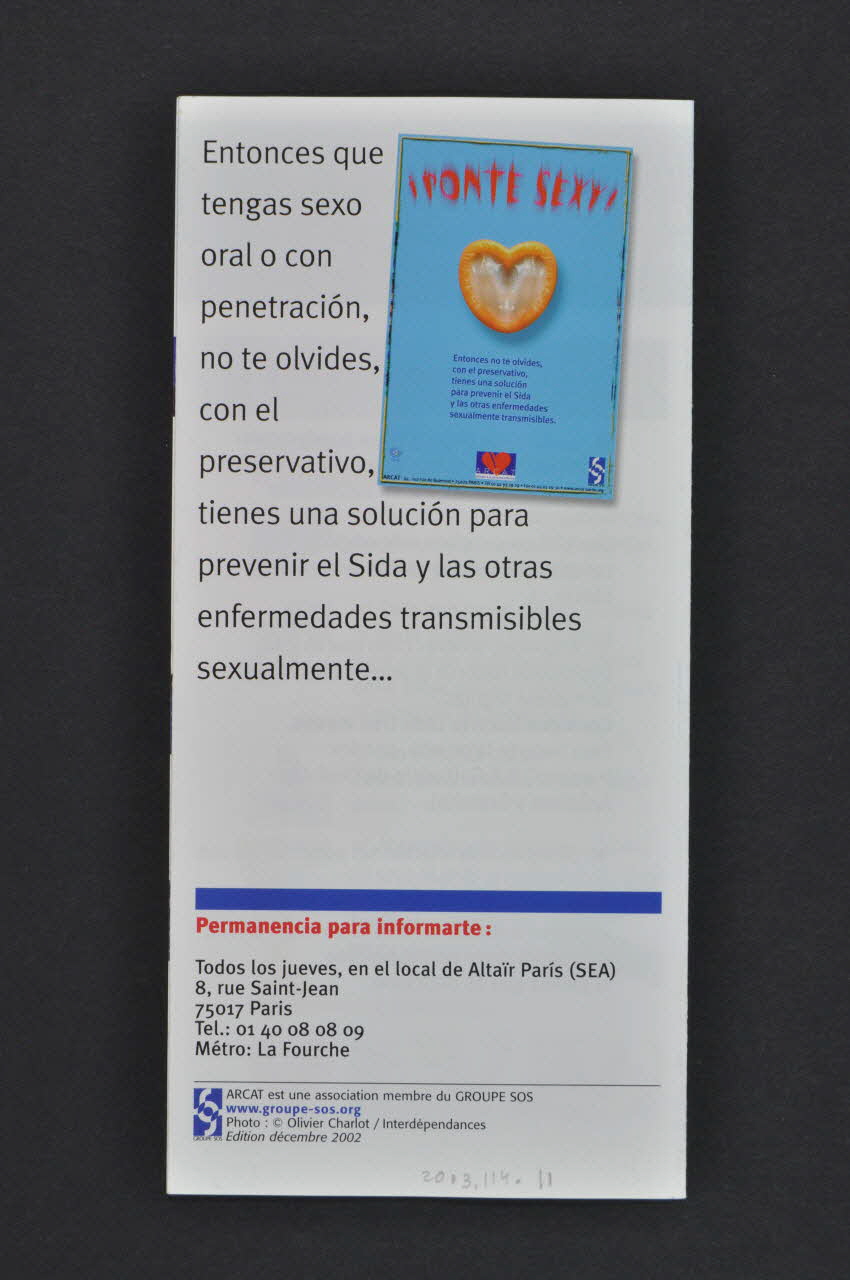 Entonces que
tengas sexo
oral o con
penetración,
no te olvides,
con el
preservativo,
tienes una solución para
prevenir el Sida y las otras
enfermedades transmisibles
sexualmente...
¡PONTE SEXY!
Entonces no te olvides,
con el preservativo,
tienes una solución
para prevenir el Sida
y las otras enfermedades
sexualmente transmisibles.
ARCAT
ARCAT
Permanencia para informarte :
Todos los jueves, en el local de Altaïr París (SEA)
8, rue Saint-Jean
75017 Paris
Tel.: 01 40 08 08 09
Métro: La Fourche
ARCAT est une association membre du GROUPE SOS
www.groupe-sos.org
Photo : © Olivier Charlot / Interdépendances
GROUPE SOS
Edition décembre 2002
2003.114.11